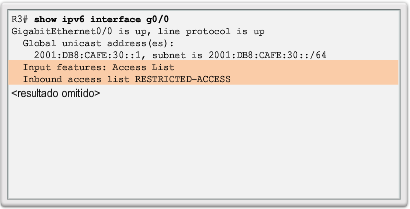 R3# show ipv6 interface g0/0
GigabitEthernet0/0 is up, line protocol is up
Global unicast address(es):
2001:DB8:CAFE:30::1, subnet is 2001:DB8:CAFE:30::/64
Input features: Access List
Inbound access list RESTRICTED-ACCESS
<resultado omitido>